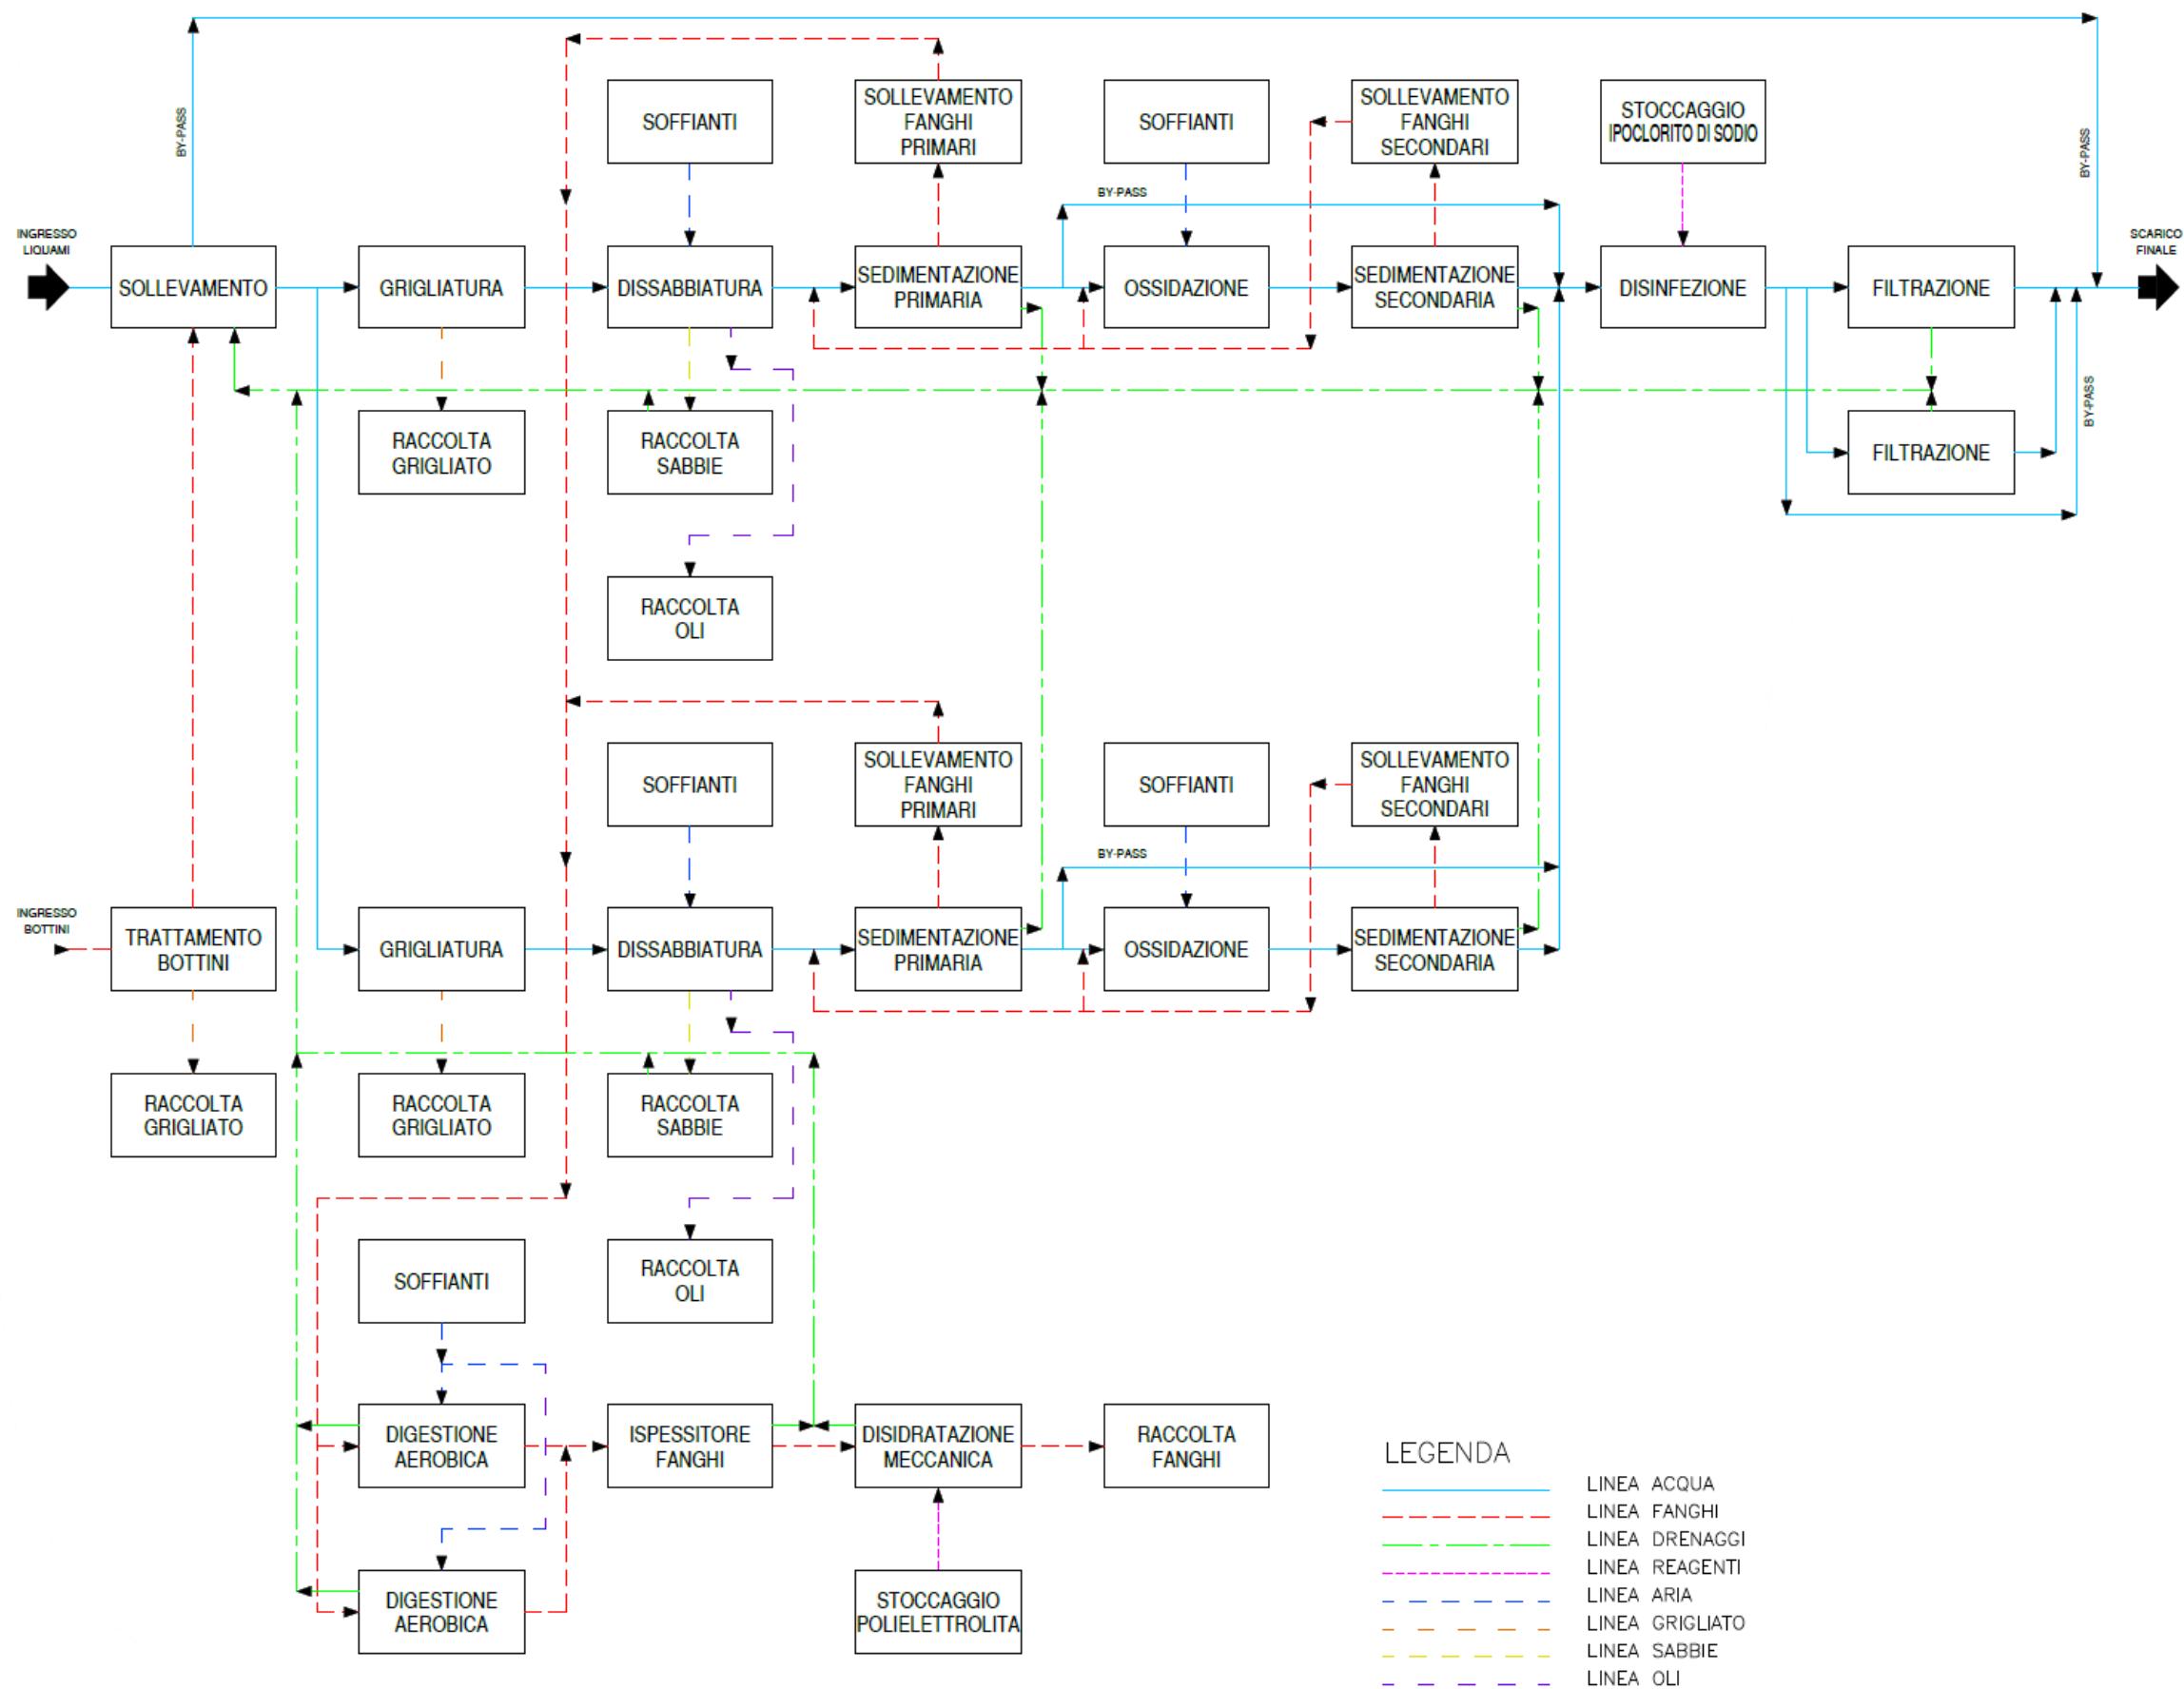 BY-PASS
SOFFIANTI
SOLLEVAMENTO
FANGHI
PRIMARI
SOFFIANTI
SOLLEVAMENTO
FANGHI
SECONDARI
STOCCAGGIO
IPOCLORITO DI SODIO
BY-PASS
BY-PASS
INGRESSO
LIQUAMI
SOLLEVAMENTO
GRIGLIATURA
DISSABBIATURA
SEDIMENTAZIONE
PRIMARIA
OSSIDAZIONE
SEDIMENTAZIONE
SECONDARIA
DISINFEZIONE
FILTRAZIONE
SCARICO
FINALE
RACCOLTA
GRIGLIATO
RACCOLTA
SABBIE
FILTRAZIONE
BY-PASS
RACCOLTA
OLI
SOFFIANTI
SOLLEVAMENTO
FANGHI
PRIMARI
SOFFIANTI
SOLLEVAMENTO
FANGHI
SECONDARI
BY-PASS
INGRESSO
BOTTINI
TRATTAMENTO
BOTTINI
GRIGLIATURA
DISSABBIATURA
SEDIMENTAZIONE
PRIMARIA
OSSIDAZIONE
SEDIMENTAZIONE
SECONDARIA
RACCOLTA
GRIGLIATO
RACCOLTA
GRIGLIATO
RACCOLTA
SABBIE
SOFFIANTI
RACCOLTA
OLI
DIGESTIONE
AEROBICA
ISPESSITORE
FANGHI
DISIDRATAZIONE
MECCANICA
RACCOLTA
FANGHI
DIGESTIONE
AEROBICA
STOCCAGGIO
POLIELETTROLITA
LEGENDA
LINEA ACQUA
LINEA FANGHI
LINEA DRENAGGI
LINEA REAGENTI
LINEA ARIA
LINEA GRIGLIATO
LINEA SABBIE
LINEA OLI